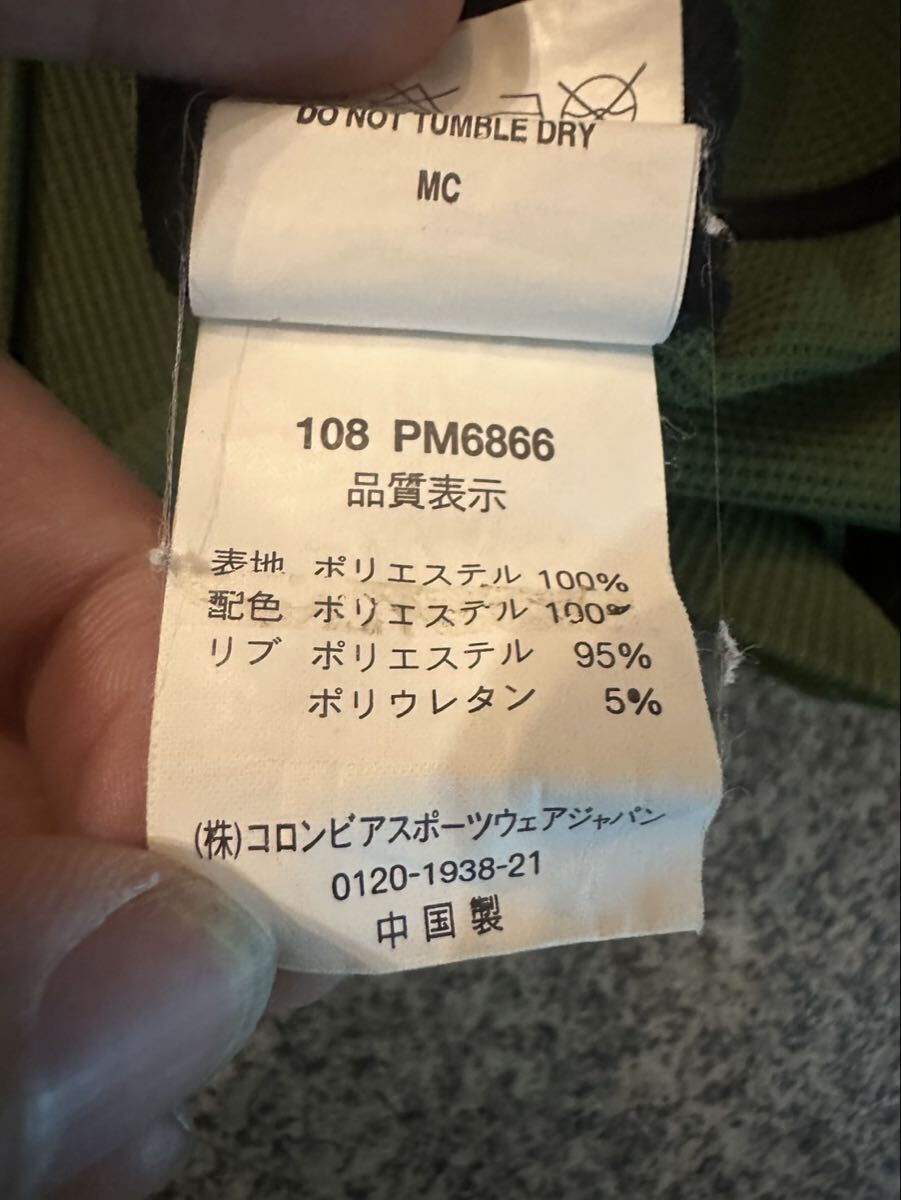 DO NOT TUMBLE DRY
MC
108 PM6866
品質表示
表地 ポリエステル 100%
配色 ポリエステル 100%
リブ ポリエステル 95%
ポリウレタン 5%
(株)コロンビアスポーツウェアジャパン
0120-1938-21
中国製